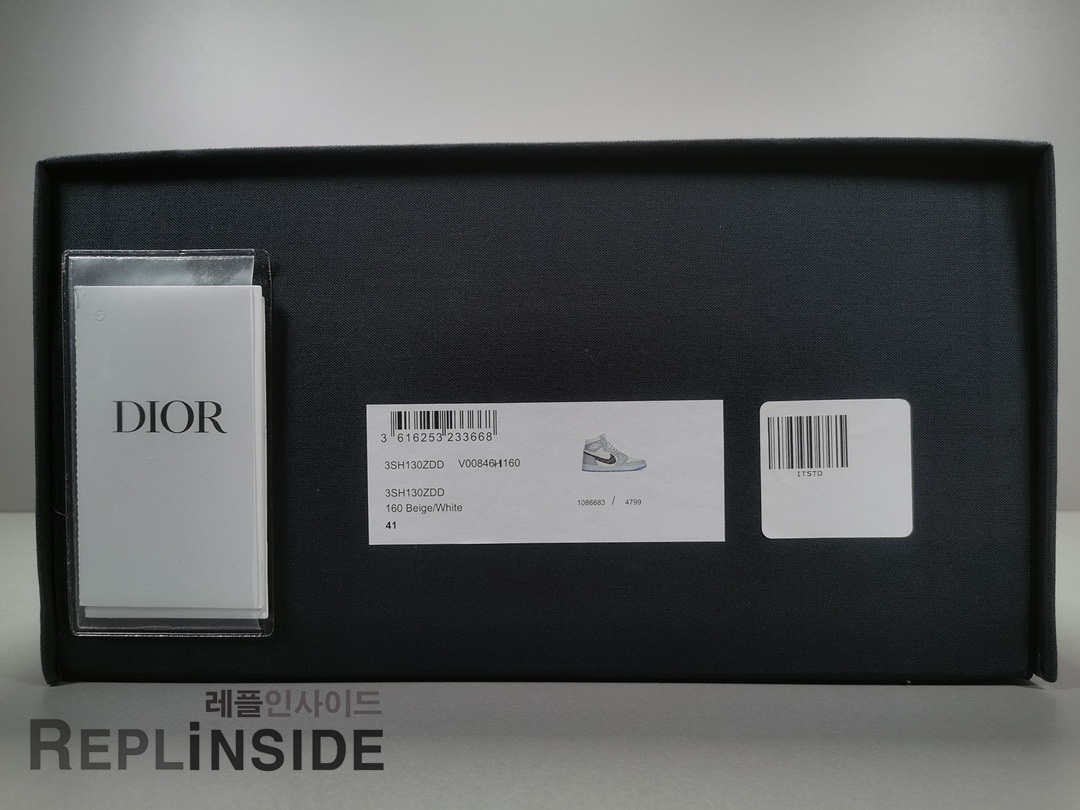 DIOR
3 616253 233668
3SH130ZDD V00846H160
3SH130ZDD
160 Beige/White
41
1086683 / 4799
ITSTD
레플인사이드
REPLiNSIDE